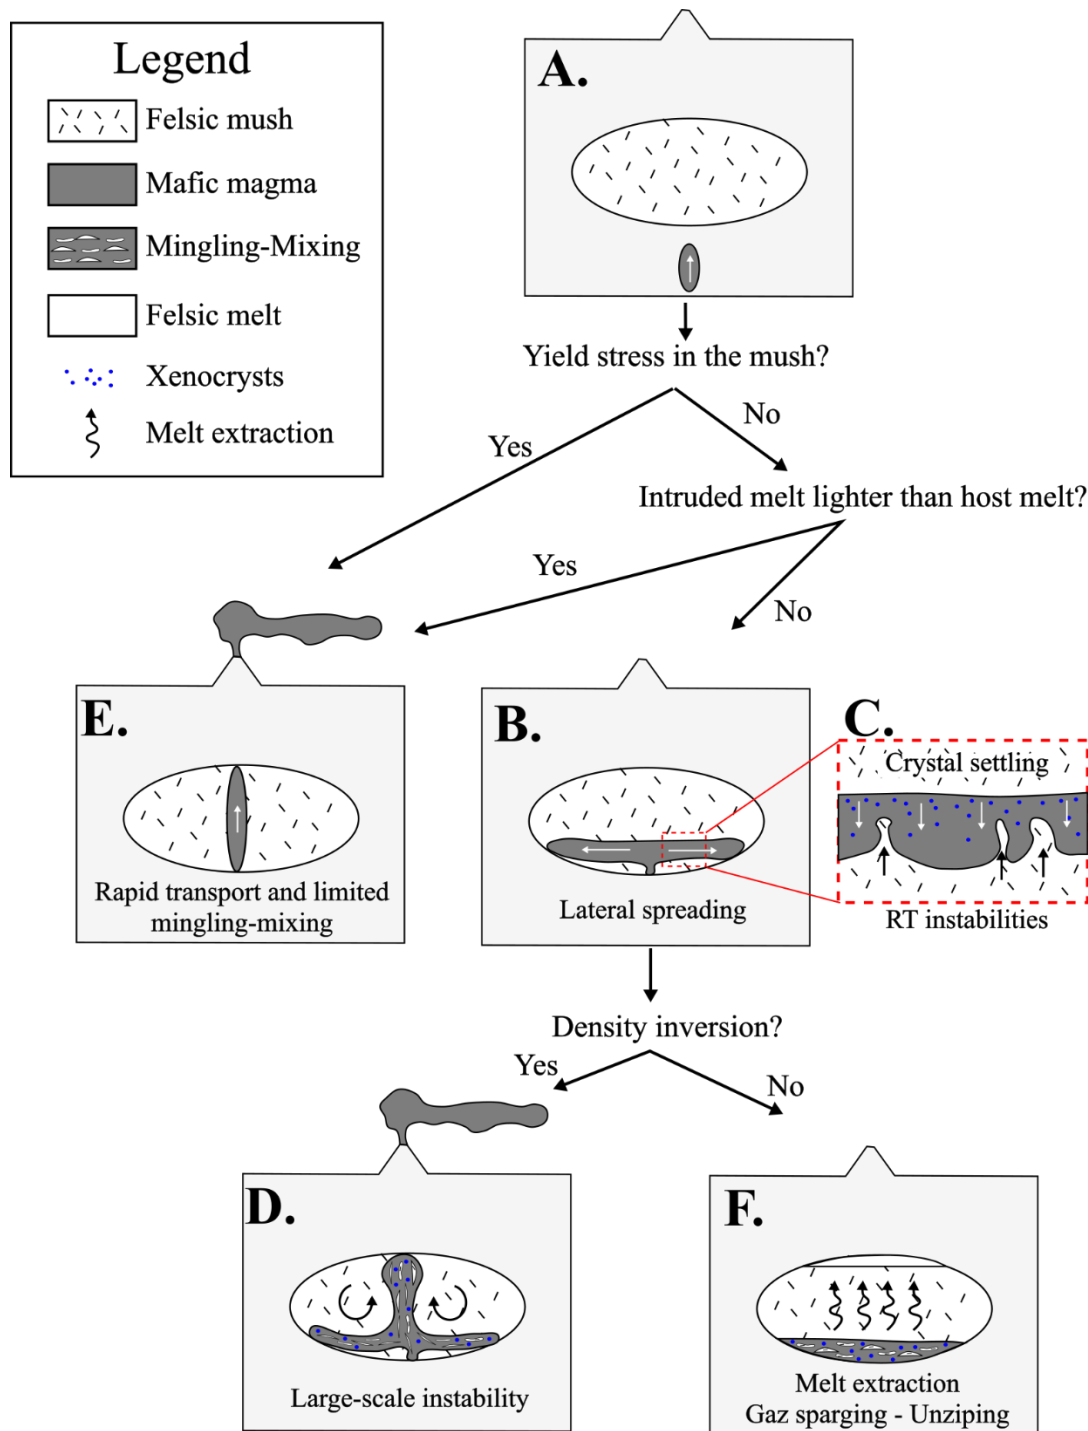 Legend
Felsic mush
Mafic magma
Mingling-Mixing
Felsic melt
Xenocrysts
Melt extraction
A.
Yield stress in the mush?
Yes
No
Intruded melt lighter than host melt?
Yes
No
E.
Rapid transport and limited
mingling-mixing
B.
Lateral spreading
C.
Crystal settling
RT instabilities
Density inversion?
Yes
No
D.
Large-scale instability
F.
Melt extraction
Gaz sparging - Unziping